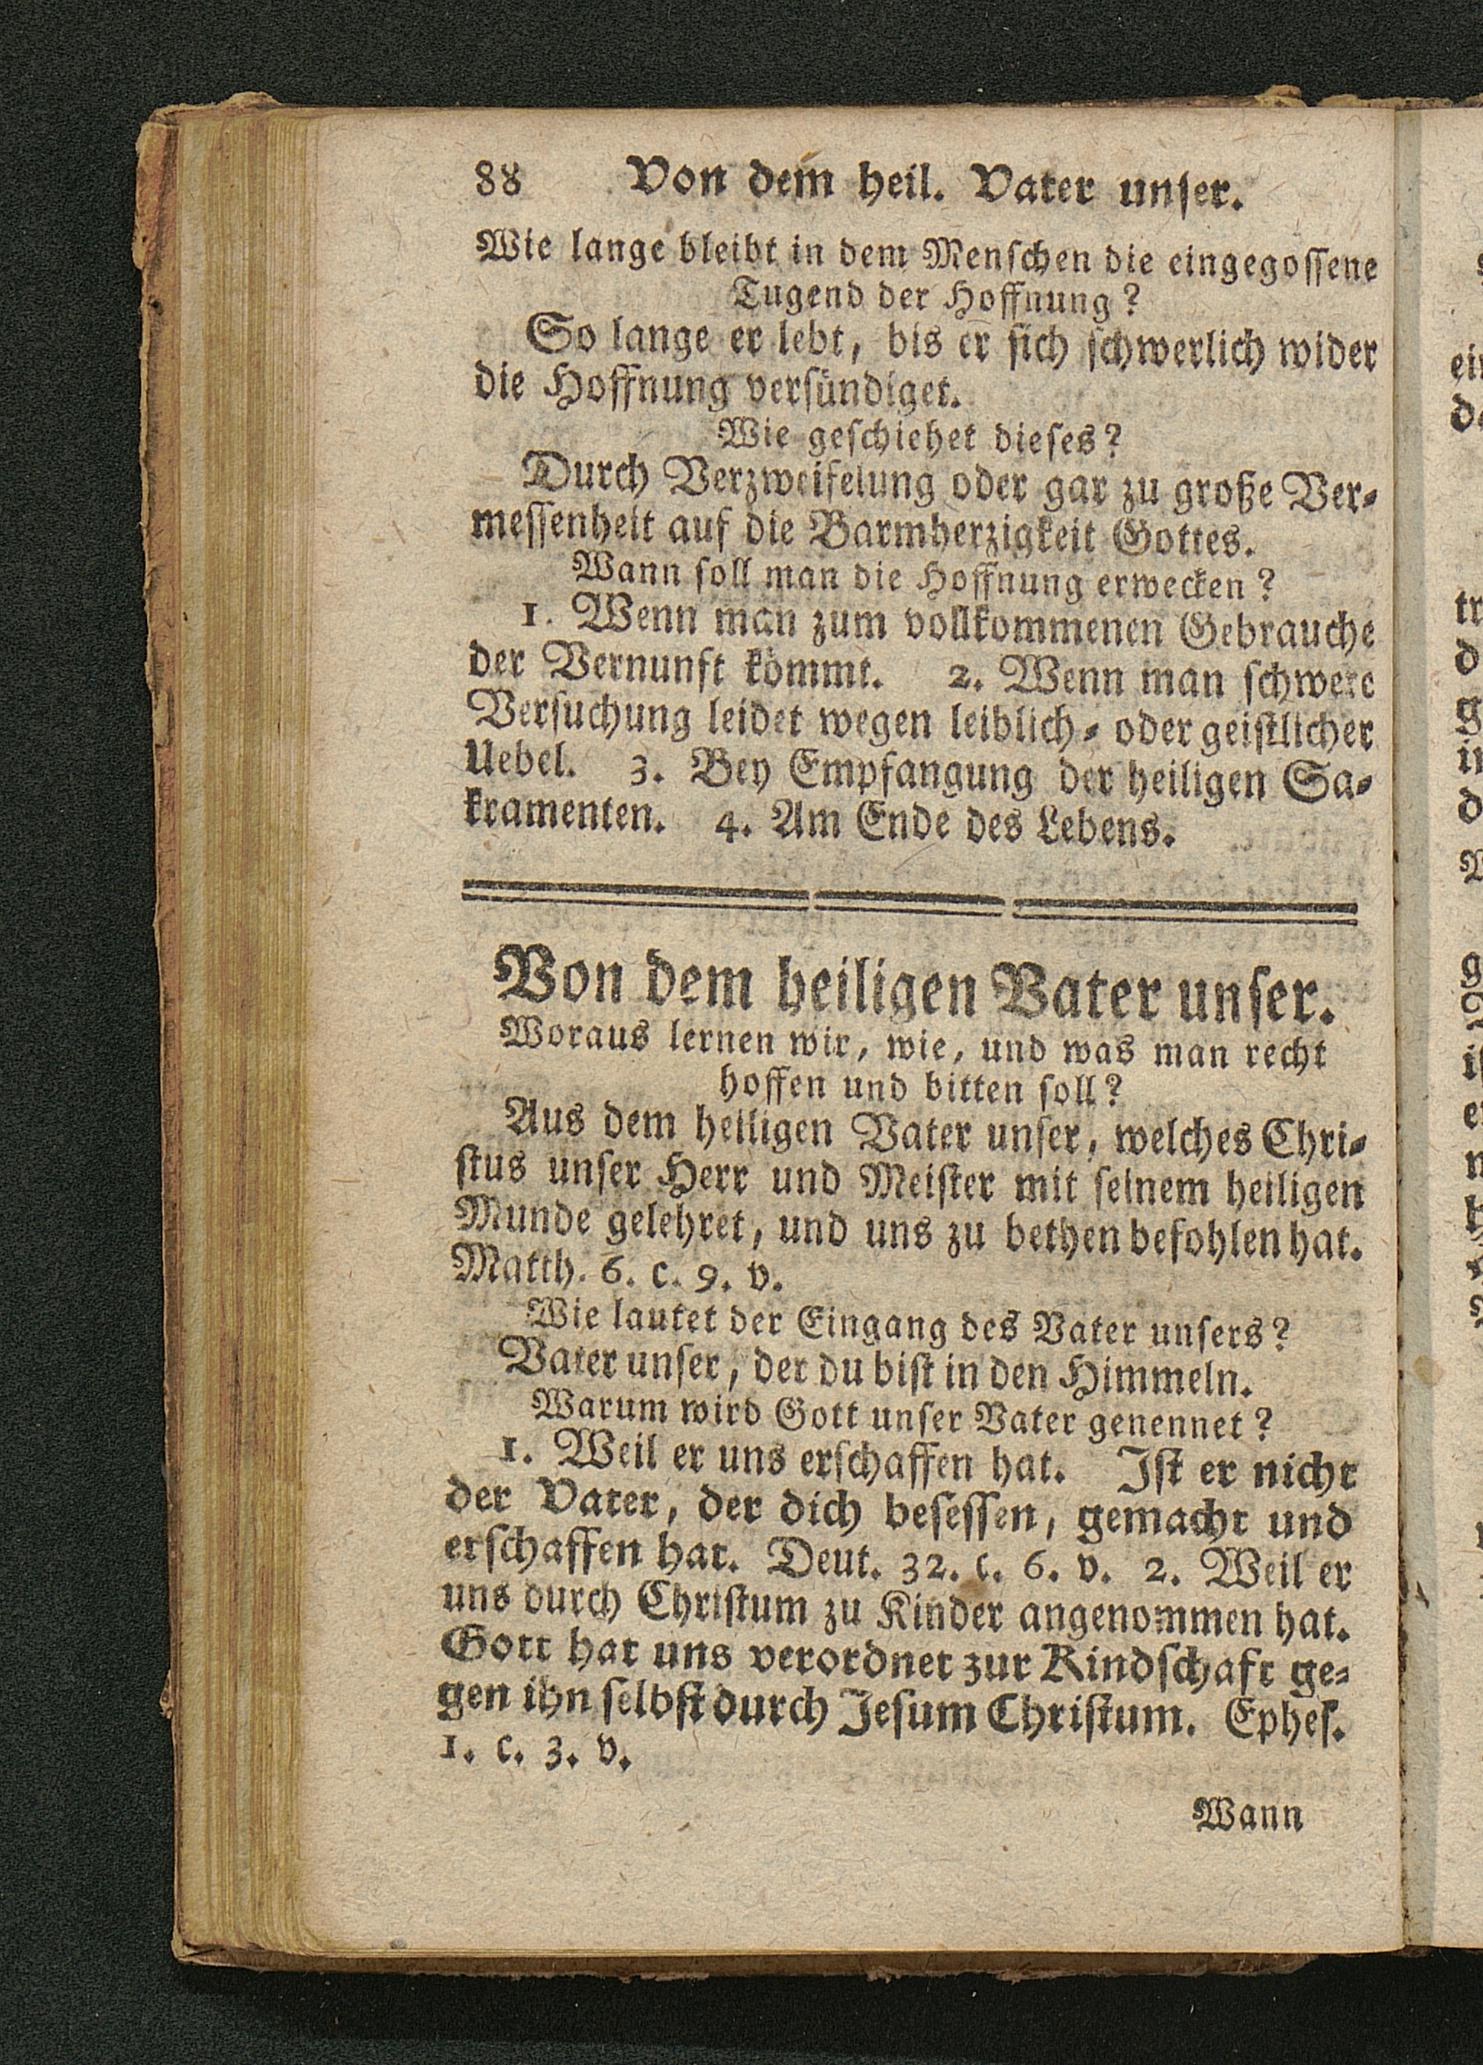 88 Von dem heil. Vater unser.
Wie lange bleibt in dem Menschen die eingegossene
Tugend der Hoffnung?
So lange er lebt, bis er sich schwerlich wider
die Hoffnung versündiget.
Wie geschiehet dieses?
Durch Verzweifelung oder gar zu große Ver-
messenheit auf die Barmherzigkeit Gottes.
Wann soll man die Hoffnung erwecken?
1. Wenn man zum vollkommenen Gebrauche
der Vernunft kömmt. 2. Wenn man schwere
Versuchung leidet wegen leiblich- oder geistlicher
Uebel. 3. Bey Empfangung der heiligen Sa-
kramenten. 4. Am Ende des Lebens.
Von dem heiligen Vater unser.
Woraus lernen wir, wie, und was man recht
hoffen und bitten soll?
Aus dem heiligen Vater unser, welches Chri-
stus unser Herr und Meister mit seinem heiligen
Munde gelehret, und uns zu bethen befohlen hat.
Matth. 6. c. 9. v.
Wie lautet der Eingang des Vater unsers?
Vater unser, der du bist in den Himmeln.
Warum wird Gott unser Vater genennet?
1. Weil er uns erschaffen hat. Ist er nicht
der Vater, der dich besessen, gemacht und
erschaffen hat. Deut. 32. c. 6. v. 2. Weil er
uns durch Christum zu Kinder angenommen hat.
Gott hat uns verordnet zur Kindschaft ge-
gen ihn selbst durch Jesum Christum. Ephes.
1. c. 3. v.
Wann